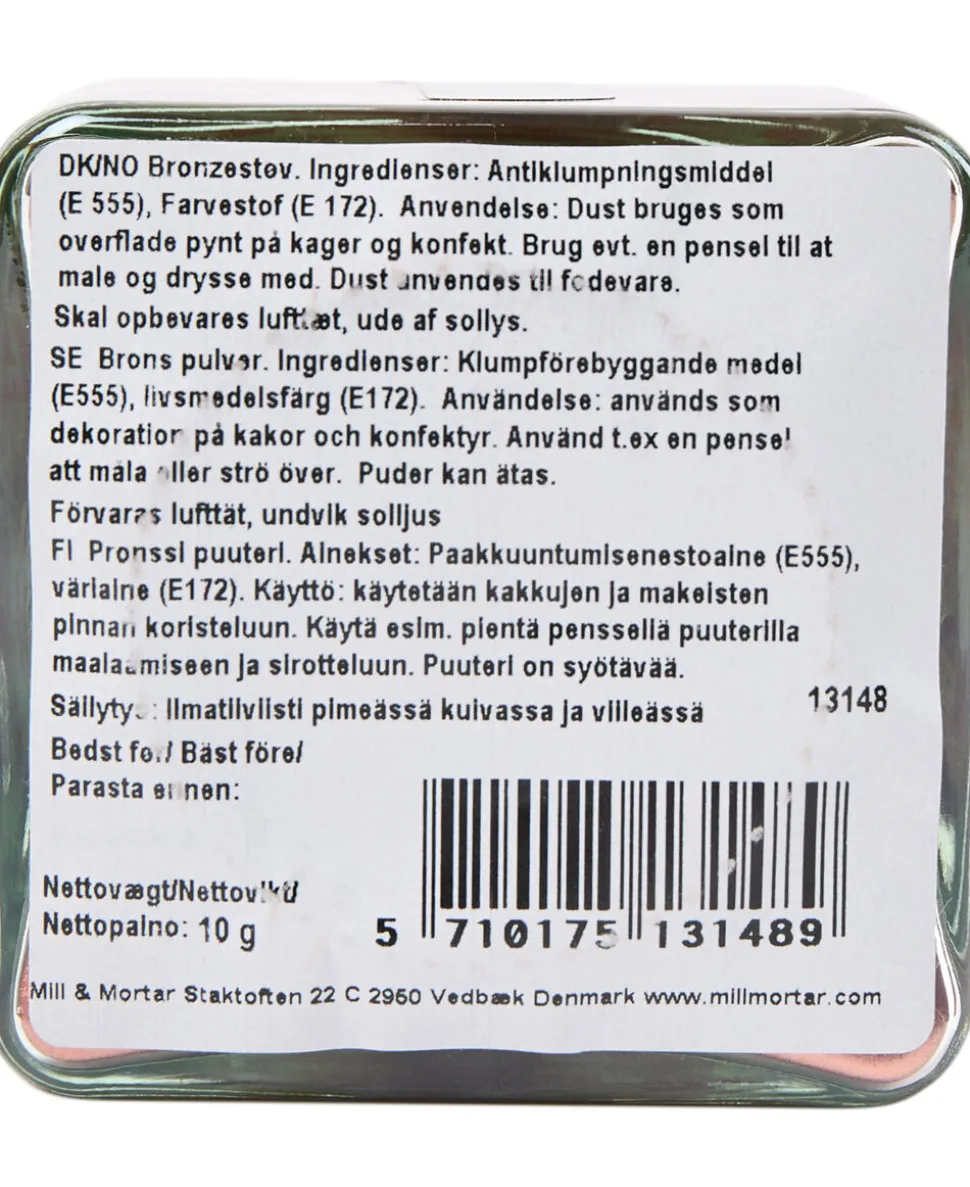 DK/NO Bronzestøv. Ingredienser: Antiklumpningsmiddel
(E 555), Farvestof (E 172). Anvendelse: Dust bruges som
overflade pynt på kager og konfekt. Brug evt. en pensel til at
male og drysse med. Dust anvendes til fødevare.
Skal opbevares lufttæt, ude af sollys.
SE Brons pulver. Ingredienser: Klumpförebyggande medel
(E555), livsmedelsfärg (E172). Användelse: används som
dekoration på kakor och konfektyr. Använd t.ex en pensel
att måla eller strö över. Puder kan ätas.
Förvaras lufttät, undvik solljus
FI Pronssi puuteri. Ainekset: Paakkuuntumisenestoaine (E555),
väriaine (E172). Käyttö: käytetään kakkujen ja makeisten
pinnan koristeluun. Käytä esim. pientä penssellä puuterilla
maalaamiseen ja sirotteluun. Puuteri on syötävää.
Säilytys: Ilmatiiviisti pimeässä kuivassa ja viileässä
13148
Bedst før/ Bäst före/
Parasta ennen:
Nettovægt/Nettovikt/
Nettopaino: 10 g
5 710175 131489
Mill & Mortar Staktoften 22 C 2950 Vedbæk Denmark www.millmortar.com